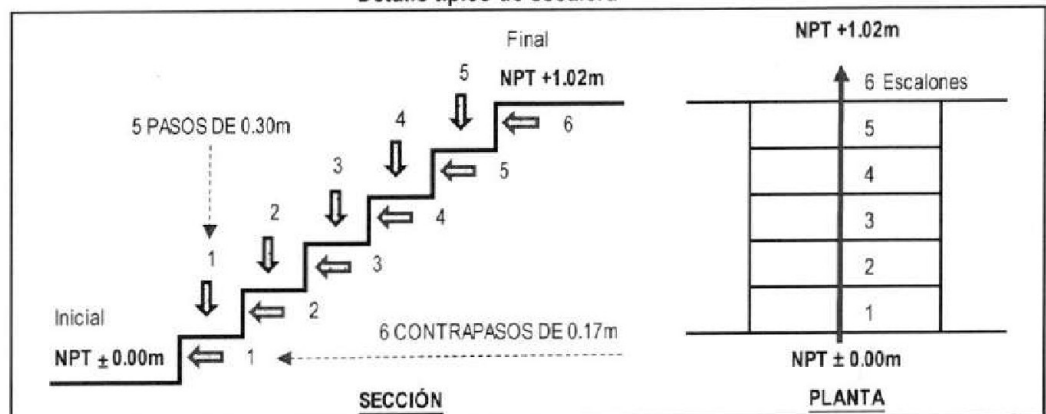 Final
NPT +1.02m
5 PASOS DE 0.30m
1
2
3
4
5
Inicial
NPT ± 0.00m
1
2
3
4
5
6
6 CONTRAPASOS DE 0.17m
SECCIÓN
NPT +1.02m
6 Escalones
5
4
3
2
1
NPT ± 0.00m
PLANTA